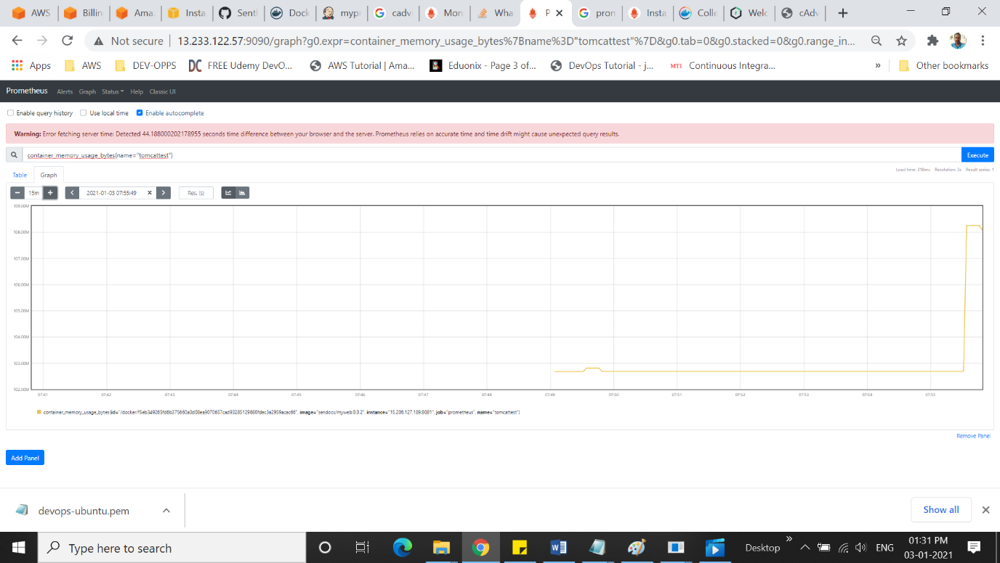 AWS Billin Ama Insta Sent Dock mypr cadv Mon Wha P prom Insta Colle Welc cAdv
Not secure 13.233.122.57:9090/graph?g0.expr=container_memory_usage_bytes%7Bname%3D"tomcattest"%7D&g0.tab=0&g0.stacked=0&g0.range_in...
Apps AWS DEV-OPPS DC FREE Udemy DevO... AWS Tutorial | Ama... Eduonix - Page 3 of... DevOps Tutorial - j... MTI Continuous Integra... » Other bookmarks
Prometheus Alerts Graph Status Help Classic UI
Enable query history Use local time Enable autocomplete
Warning: Error fetching server time: Detected 44.188000202178955 seconds time difference between your browser and the server. Prometheus relies on accurate time and time drift might cause unexpected query results.
container_memory_usage_bytes{name="tomcattest"} Execute
Load time: 216ms Resolution: 3s Result series: 1
Table Graph
15m 2021-01-03 07:55:49 Res. (s)
109.00M
108.00M
107.00M
106.00M
105.00M
104.00M
103.00M
102.00M
07:41 07:42 07:43 07:44 07:45 07:46 07:47 07:48 07:49 07:50 07:51 07:52 07:53 07:54 07:55
container_memory_usage_bytes{id="/docker/f5eb349265fd6b375660a0d08ea9070657cad93285129680fdec3a2959acac66", image="sendocx/myweb:0.0.2", instance="15.206.127.189:8081", job="prometheus", name="tomcattest"}
Remove Panel
Add Panel
devops-ubuntu.pem Show all
Type here to search Desktop » ENG 01:31 PM
03-01-2021